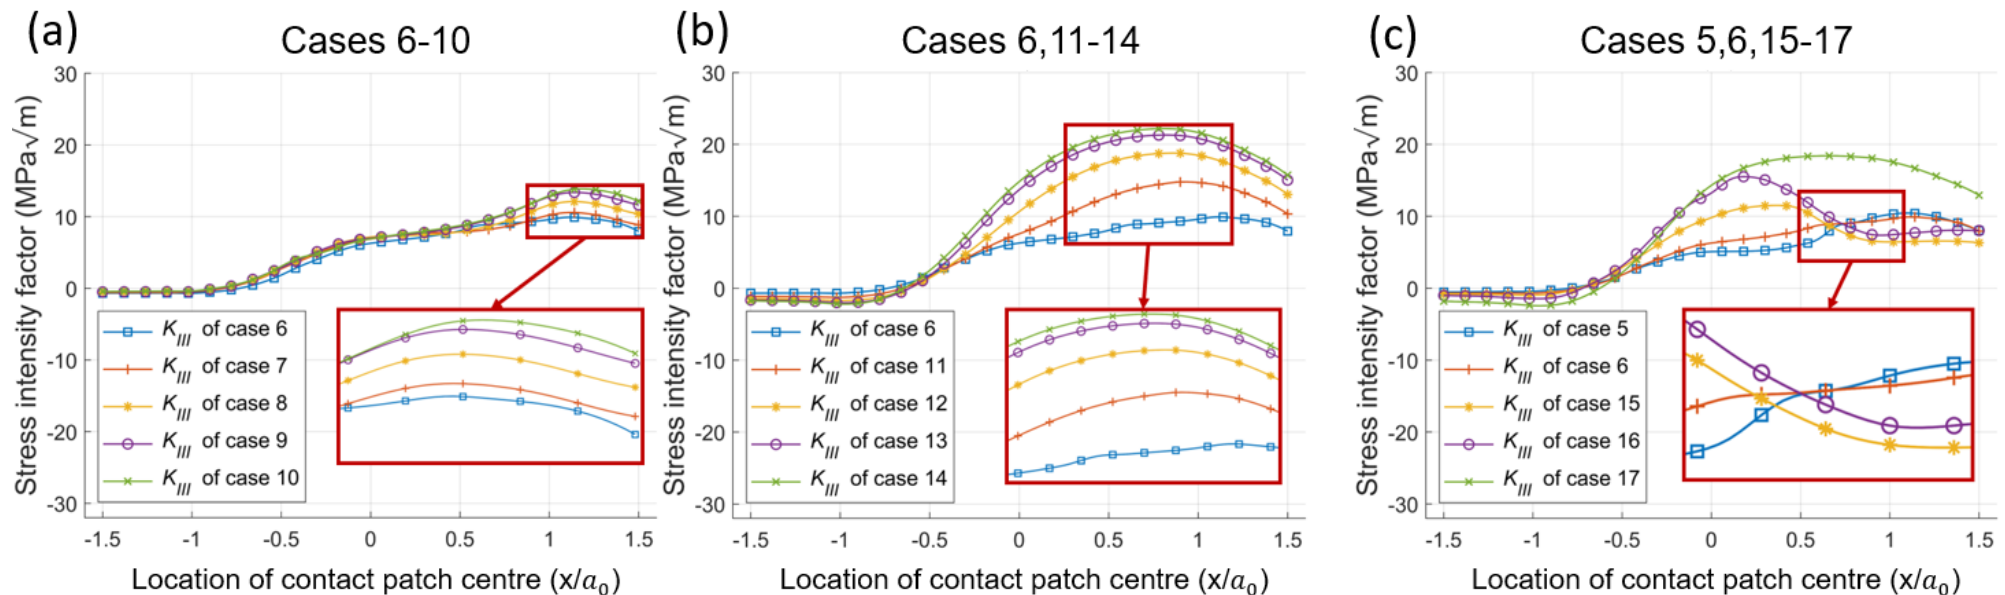 (a)
Cases 6-10
Stress intensity factor (MPa√m)
30
20
10
0
-10
-20
-30
K_III of case 6
K_III of case 7
K_III of case 8
K_III of case 9
K_III of case 10
-1.5 -1 -0.5 0 0.5 1 1.5
Location of contact patch centre (x/a₀)
(b)
Cases 6,11-14
Stress intensity factor (MPa√m)
30
20
10
0
-10
-20
-30
K_III of case 6
K_III of case 11
K_III of case 12
K_III of case 13
K_III of case 14
-1.5 -1 -0.5 0 0.5 1 1.5
Location of contact patch centre (x/a₀)
(c)
Cases 5,6,15-17
Stress intensity factor (MPa√m)
30
20
10
0
-10
-20
-30
K_III of case 5
K_III of case 6
K_III of case 15
K_III of case 16
K_III of case 17
-1.5 -1 -0.5 0 0.5 1 1.5
Location of contact patch centre (x/a₀)